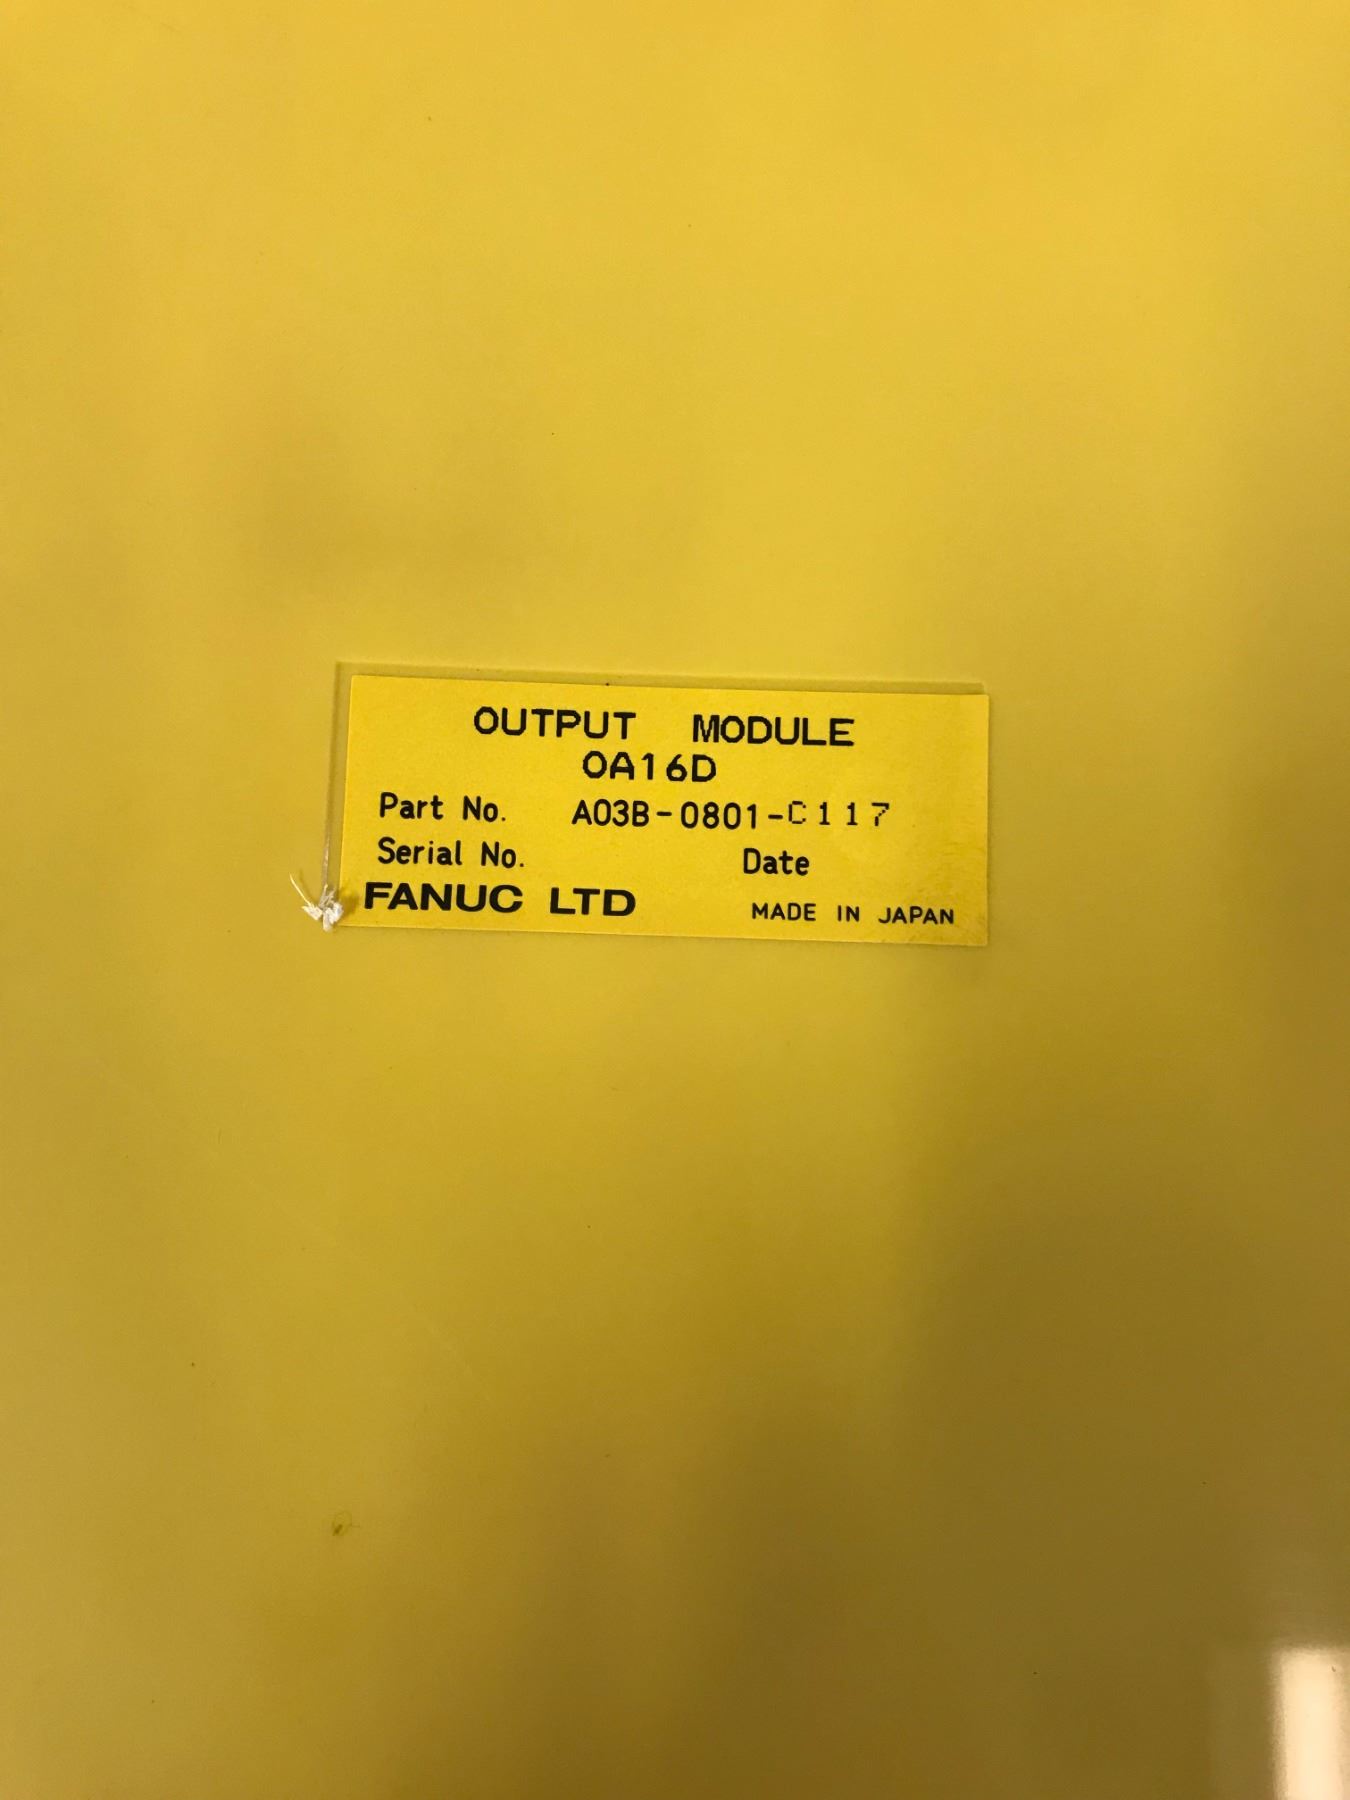 OUTPUT MODULE
OA16D
Part No. A03B-0801-C117
Serial No. Date
FANUC LTD MADE IN JAPAN